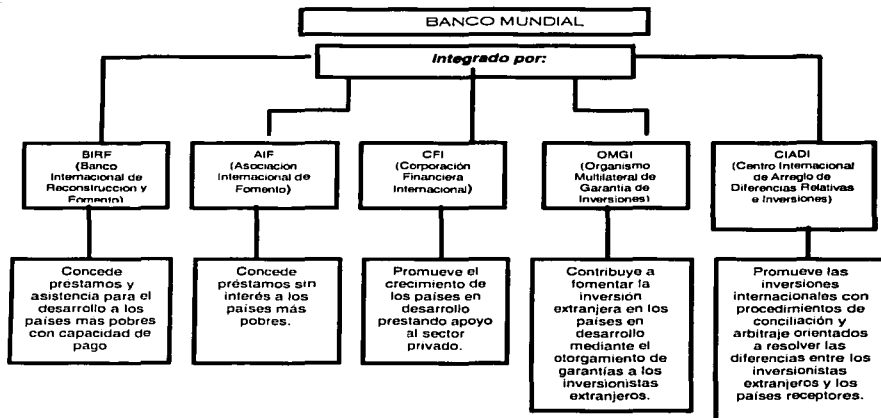 BANCO MUNDIAL
Integrado por:
BIRF
(Banco
Internacional de
Reconstruccion y
Fomento)
AIF
(Asociacion
Internacional de
Fomento)
CFI
(Corporación
Financiera
Internacional)
OMGI
(Organismo
Multilateral de
Garantía de
Inversiones)
CIADI
(Centro Internacional
de Arreglo de
Diferencias Relativas
e Inversiones)
Concede
préstamos y
asistencia para el
desarrollo a los
países mas pobres
con capacidad de
pago
Concede
préstamos sin
interés a los
países más
pobres.
Promueve el
crecimiento de
los países en
desarrollo
prestando apoyo
al sector
privado.
Contribuye a
fomentar la
inversión
extranjera en los
países en
desarrollo
mediante el
otorgamiento de
garantías a los
inversionistas
extranjeros.
Promueve las
inversiones
internacionales con
procedimientos de
conciliación y
arbitraje orientados
a resolver las
diferencias entre los
inversionistas
extranjeros y los
países receptores.